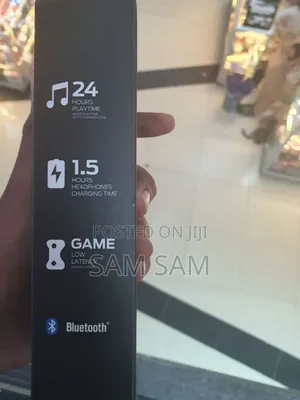 24
HOURS
PLAYTIME
1.5
HOURS
HEADPHONES
CHARGING TIME
POSTED ON JIJI
GAME
LOW
LATENCY
SAM SAM
Bluetooth®